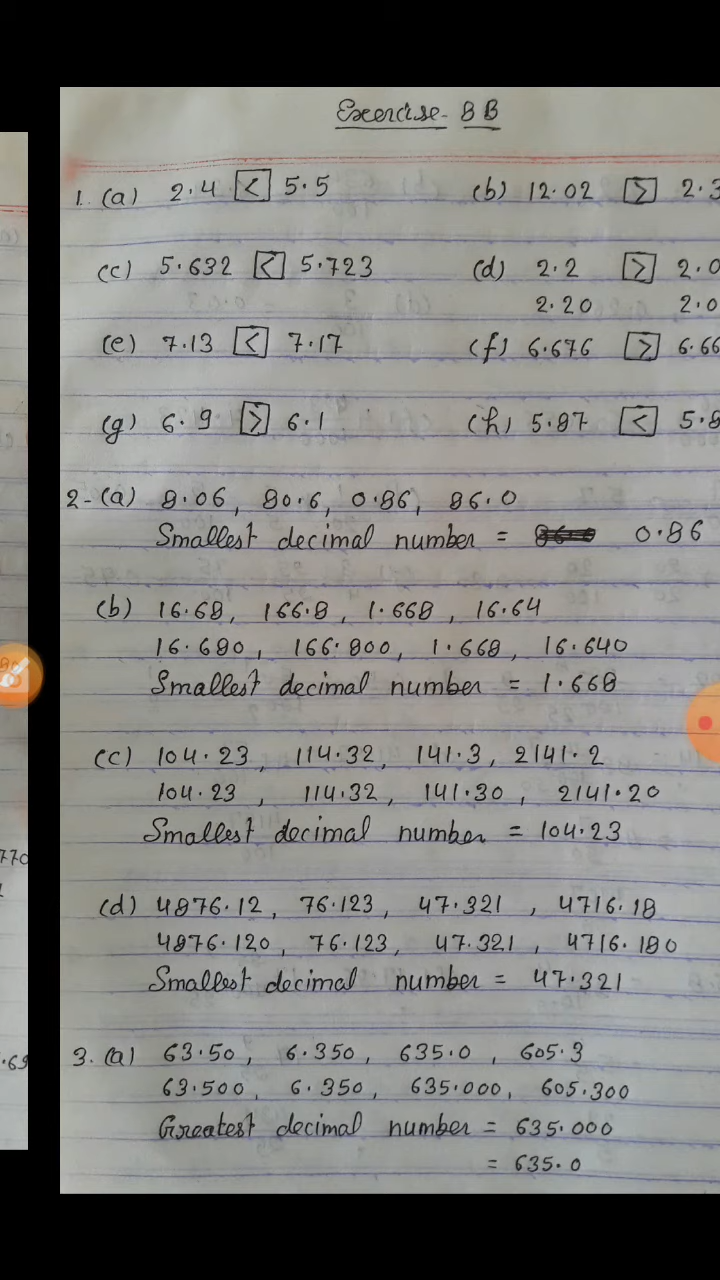 Exercise- 8 B
1. (a) 2.4 < 5.5 (b) 12.02 > 2.3
(c) 5.632 < 5.723 (d) 2.2 > 2.0
2.20 2.0
(e) 7.13 < 7.17 (f) 6.676 > 6.66
(g) 6.9 > 6.1 (h) 5.87 < 5.8
2- (a) 8.06, 80.6, 0.86, 86.0
Smallest decimal number = 0.86
(b) 16.68, 166.8, 1.668, 16.64
16.680, 166.800, 1.668, 16.640
Smallest decimal number = 1.668
(c) 104.23, 114.32, 141.3, 2141.2
104.23, 114.32, 141.30, 2141.20
Smallest decimal number = 104.23
770
(d) 4876.12, 76.123, 47.321, 4716.18
4876.120, 76.123, 47.321, 4716.180
Smallest decimal number = 47.321
3. (a) 63.50, 6.350, 635.0, 605.3
.69
63.500, 6.350, 635.000, 605.300
Greatest decimal number = 635.000
= 635.0